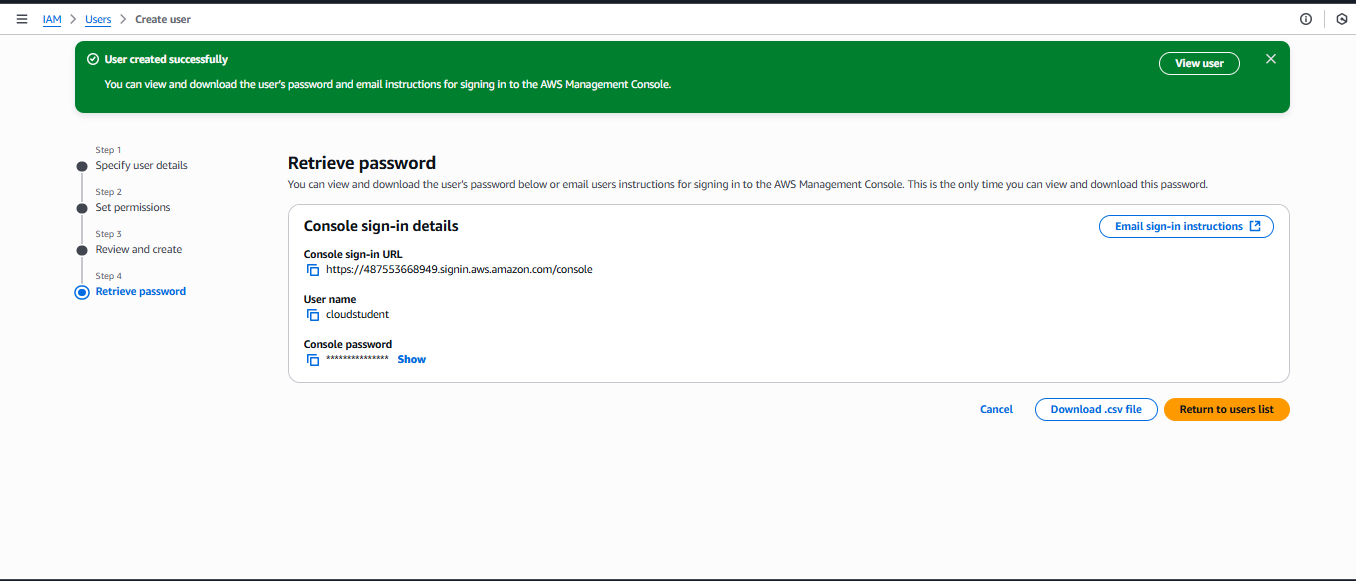 IAM > Users > Create user
User created successfully
You can view and download the user's password and email instructions for signing in to the AWS Management Console.
View user
Step 1
Specify user details
Step 2
Set permissions
Step 3
Review and create
Step 4
Retrieve password
Retrieve password
You can view and download the user's password below or email users instructions for signing in to the AWS Management Console. This is the only time you can view and download this password.
Console sign-in details
Email sign-in instructions
Console sign-in URL
https://487553668949.signin.aws.amazon.com/console
User name
cloudstudent
Console password
*************** Show
Cancel
Download .csv file
Return to users list